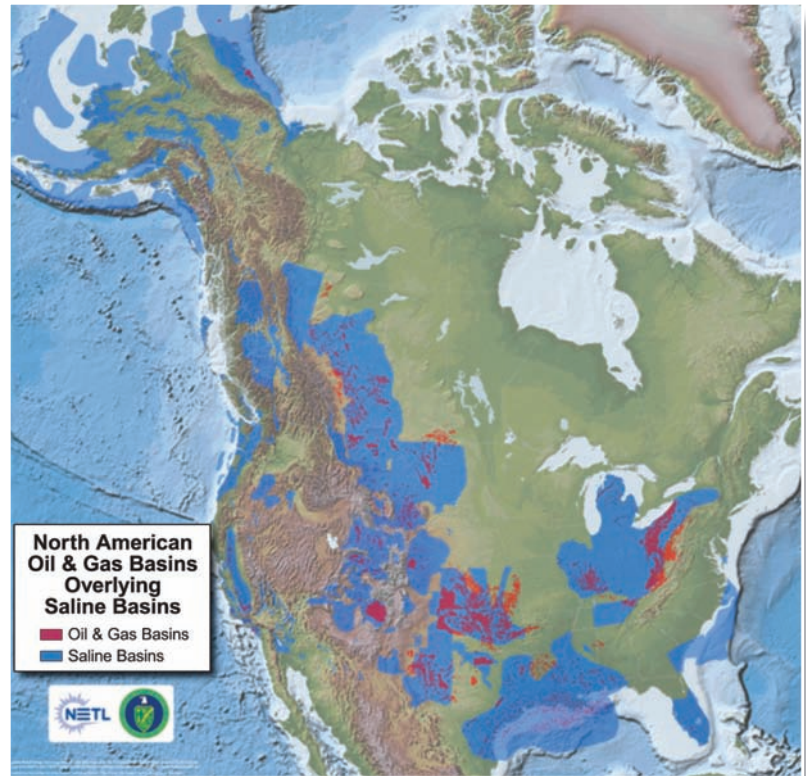 North American
Oil & Gas Basins
Overlying
Saline Basins
Oil & Gas Basins
Saline Basins
NETL